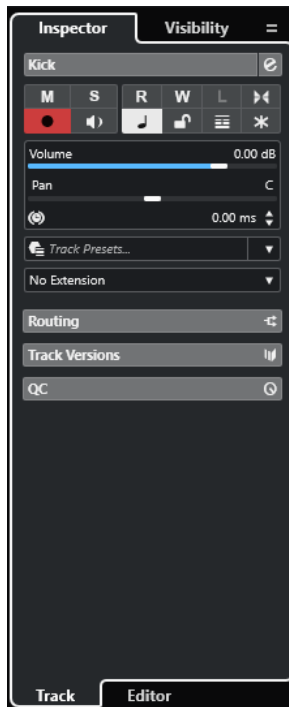 Inspector Visibility
Kick e
M S R W L
Volume 0.00 dB
Pan C
0.00 ms
Track Presets...
No Extension
Routing
Track Versions
QC
Track Editor